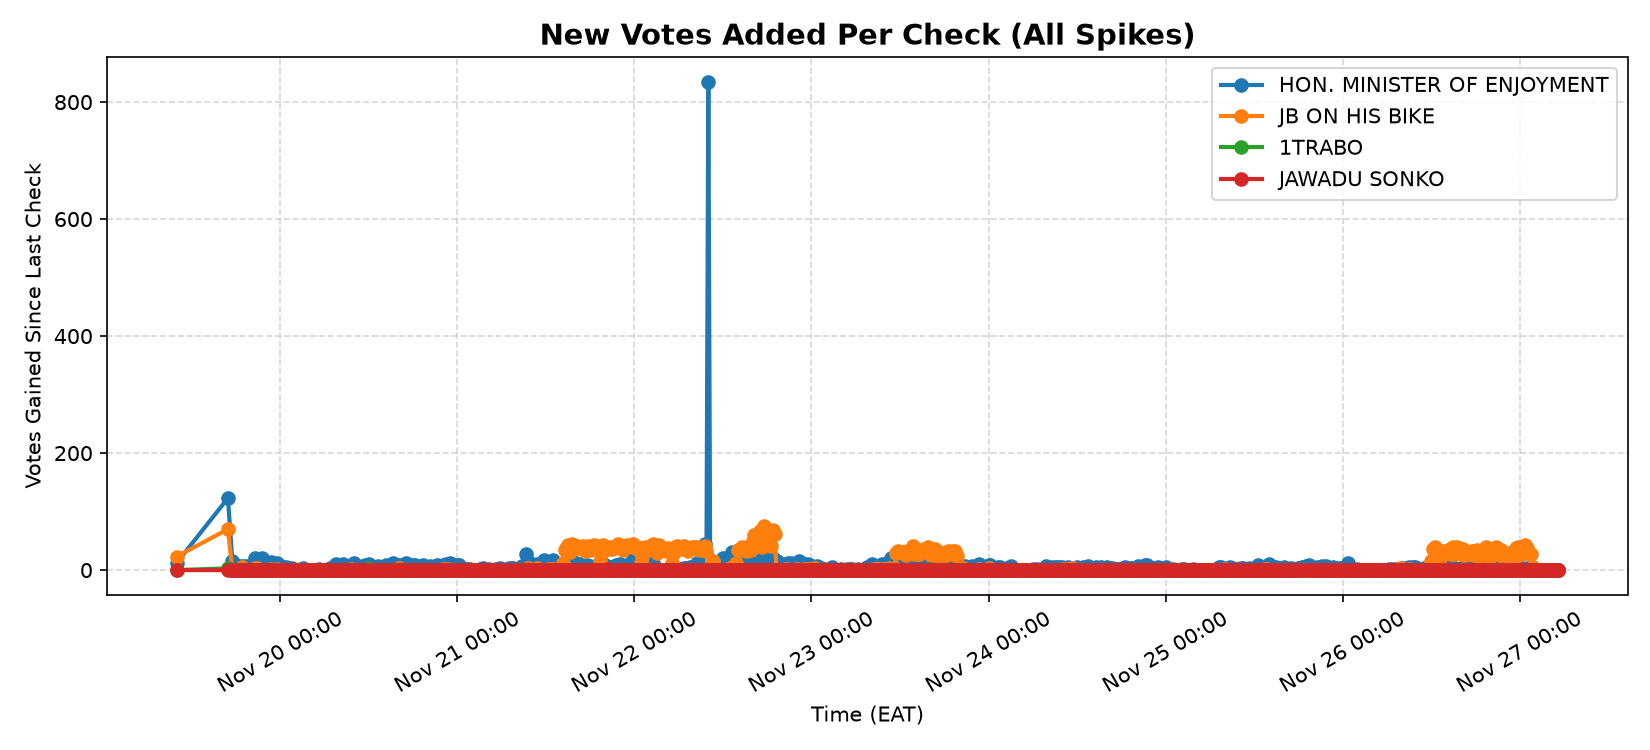 New Votes Added Per Check (All Spikes)
Votes Gained Since Last Check
800
600
400
200
0
HON. MINISTER OF ENJOYMENT
JB ON HIS BIKE
1TRABO
JAWADU SONKO
Nov 20 00:00
Nov 21 00:00
Nov 22 00:00
Nov 23 00:00
Nov 24 00:00
Nov 25 00:00
Nov 26 00:00
Nov 27 00:00
Time (EAT)